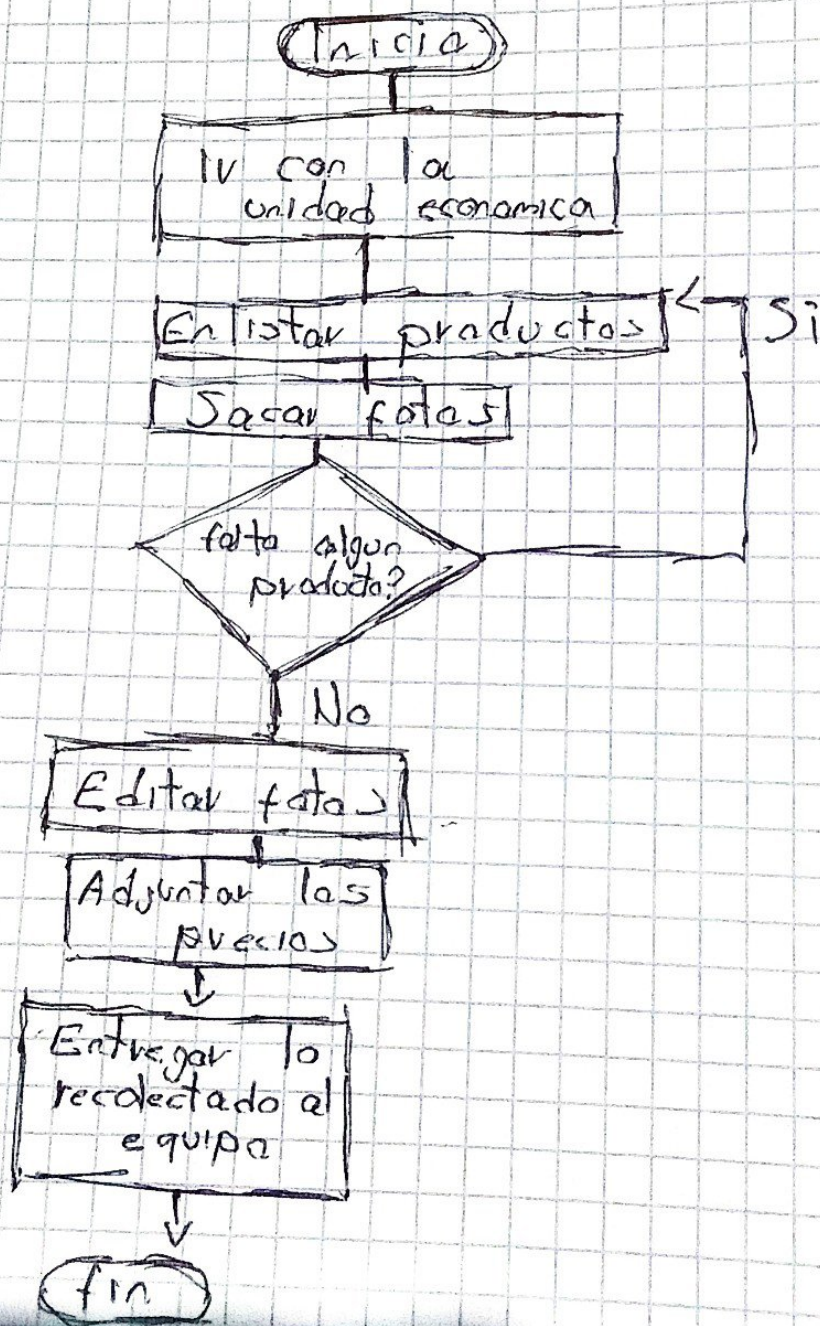 Inicio
Iv con la
unidad economica
Enlistar productos
Si
Sacar fotos
falta algun
producto?
No
Editar fotos
Adjuntar los
precios
Entregar lo
recolectado al
equipo
fin